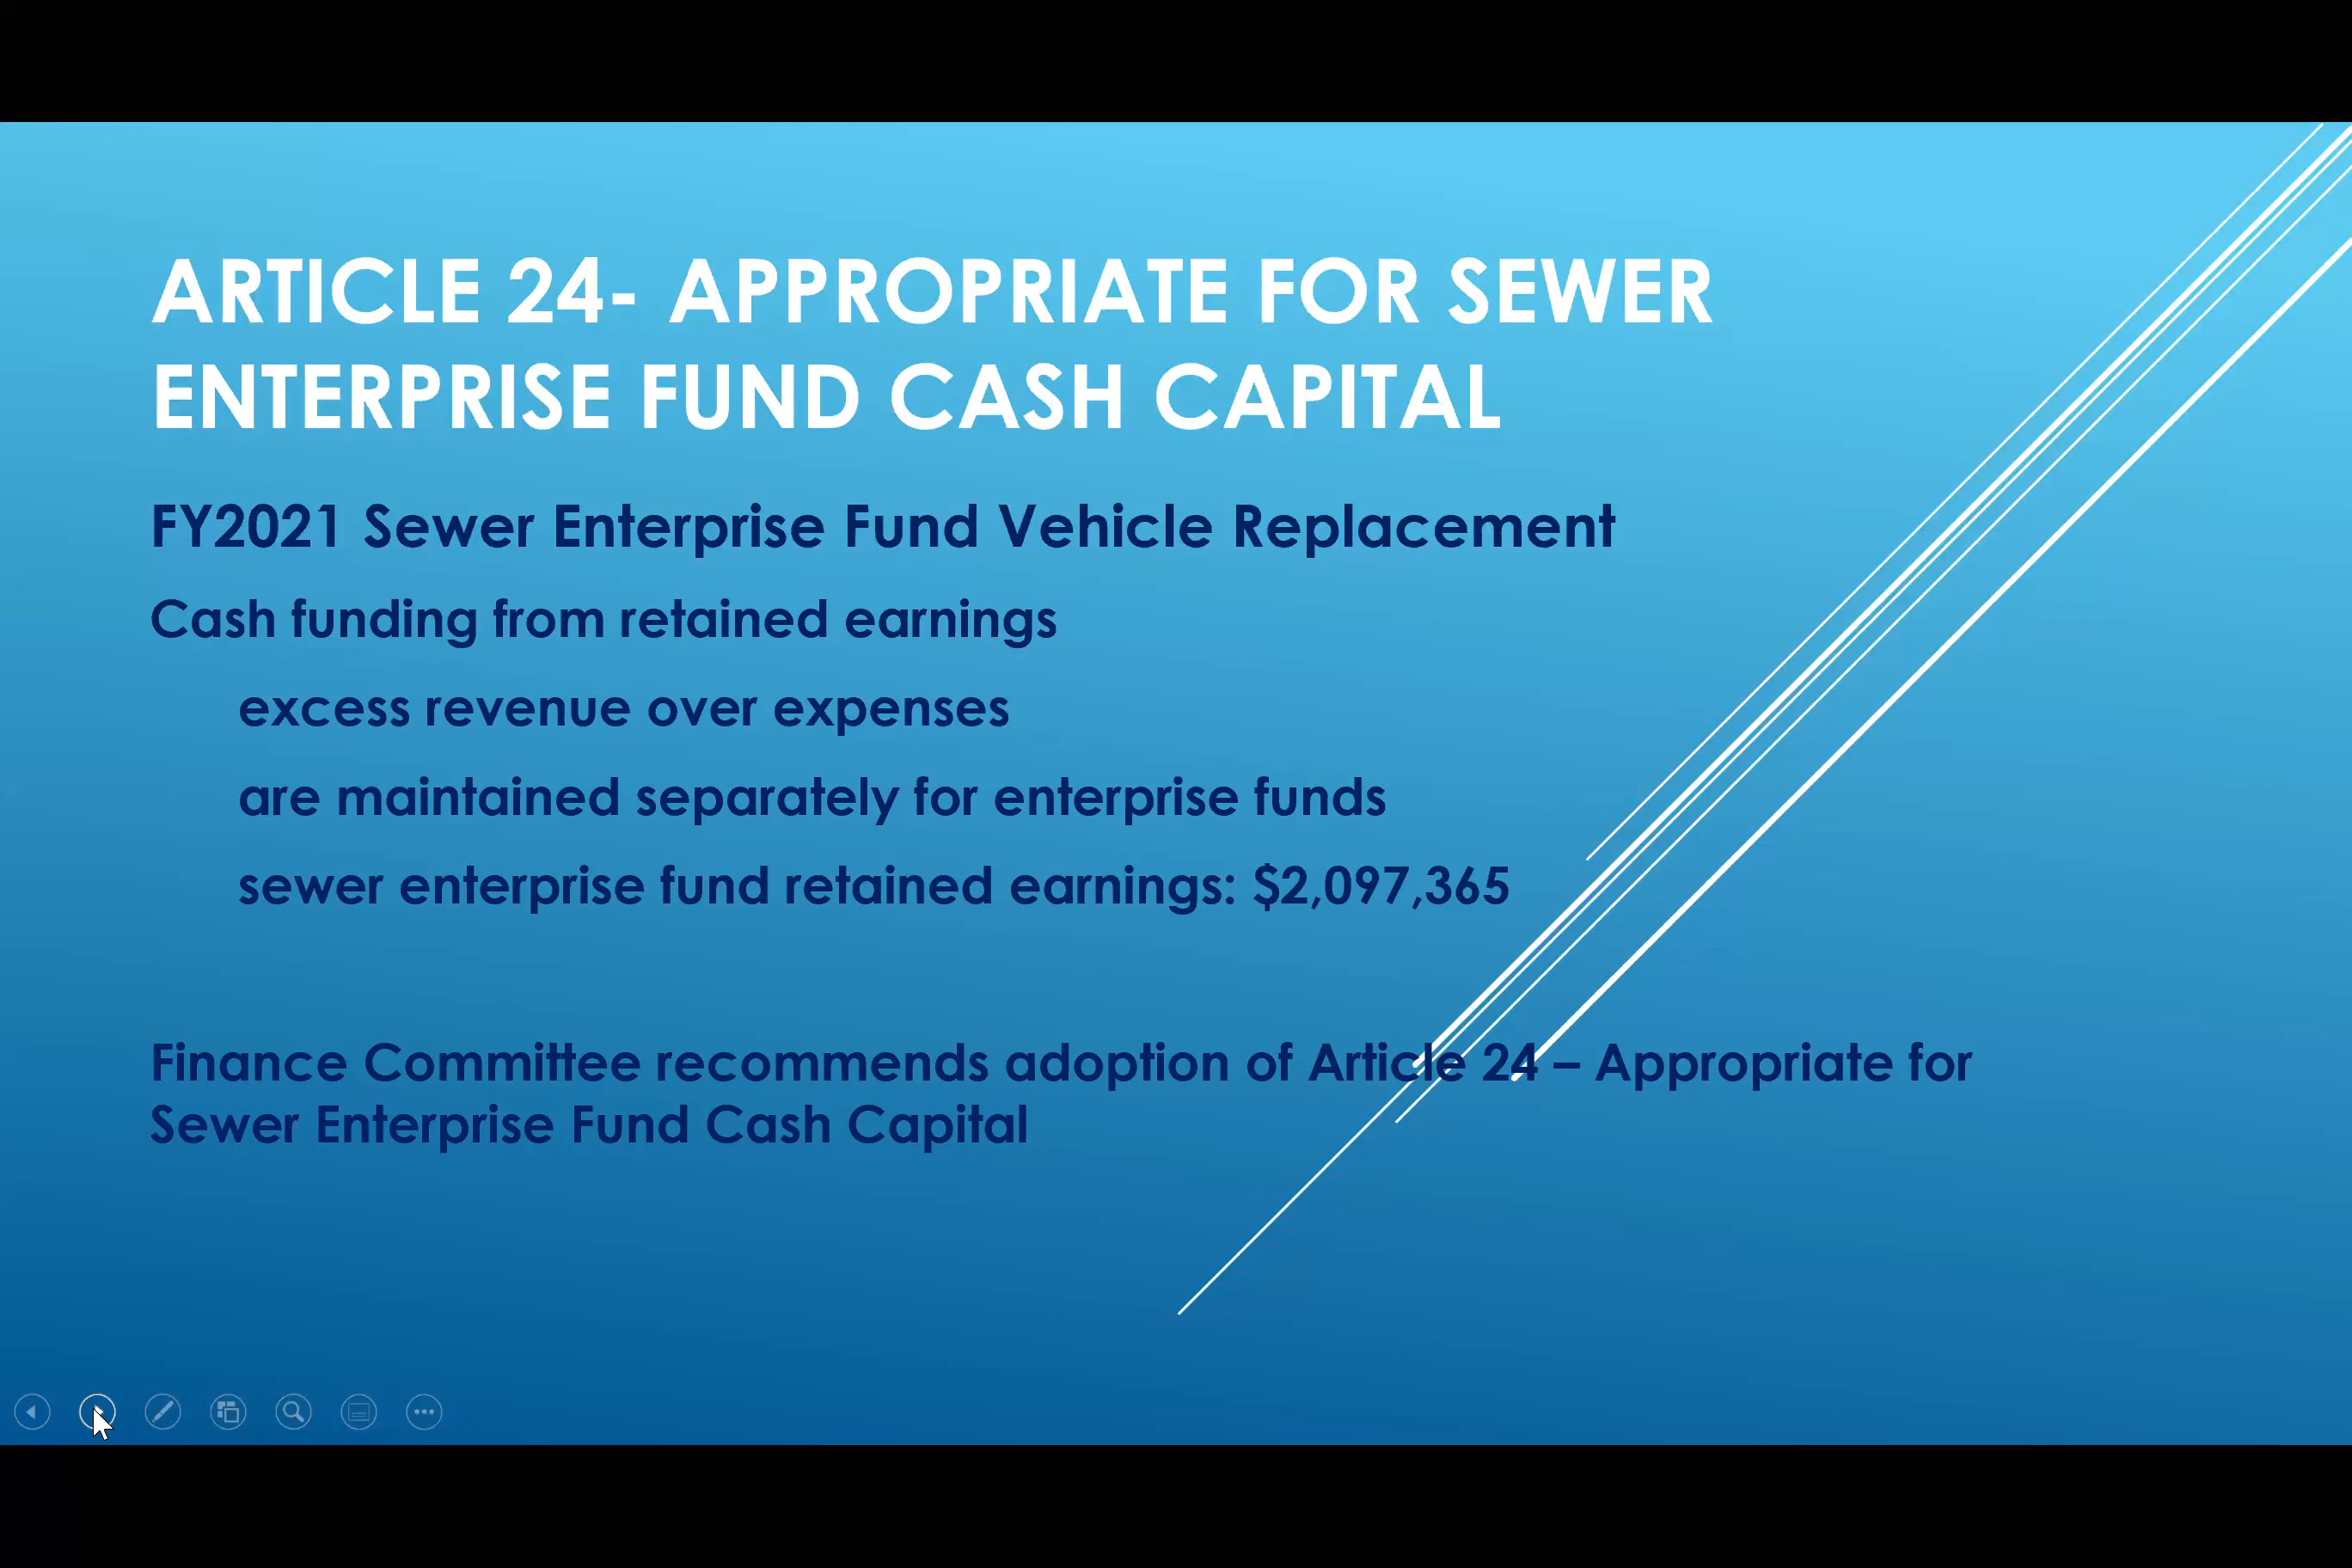 ARTICLE 24- APPROPRIATE FOR SEWER
ENTERPRISE FUND CASH CAPITAL
FY2021 Sewer Enterprise Fund Vehicle Replacement
Cash funding from retained earnings
excess revenue over expenses
are maintained separately for enterprise funds
sewer enterprise fund retained earnings: $2,097,365
Finance Committee recommends adoption of Article 24 – Appropriate for
Sewer Enterprise Fund Cash Capital